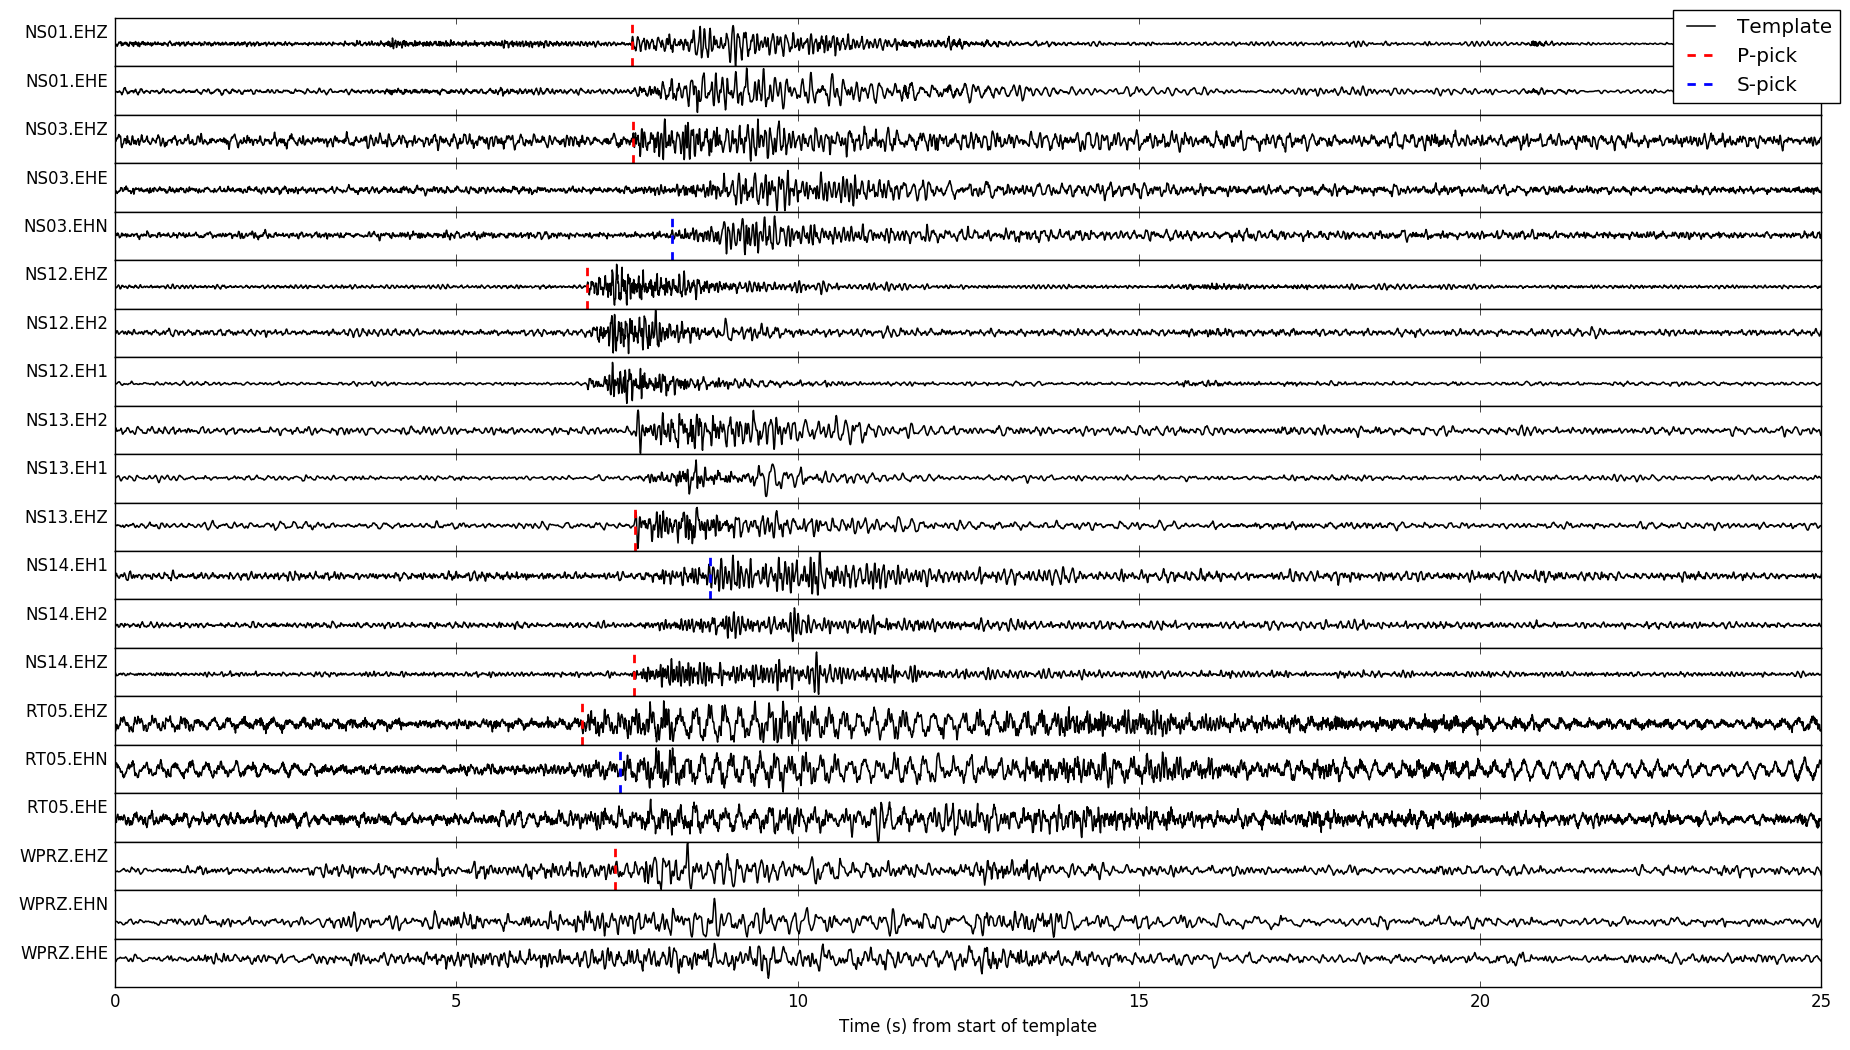 NS01.EHZ
NS01.EHE
NS03.EHZ
NS03.EHE
NS03.EHN
NS12.EHZ
NS12.EH2
NS12.EH1
NS13.EH2
NS13.EH1
NS13.EHZ
NS14.EH1
NS14.EH2
NS14.EHZ
RT05.EHZ
RT05.EHN
RT05.EHE
WPRZ.EHZ
WPRZ.EHN
WPRZ.EHE
Template
P-pick
S-pick
0 5 10 15 20 25
Time (s) from start of template